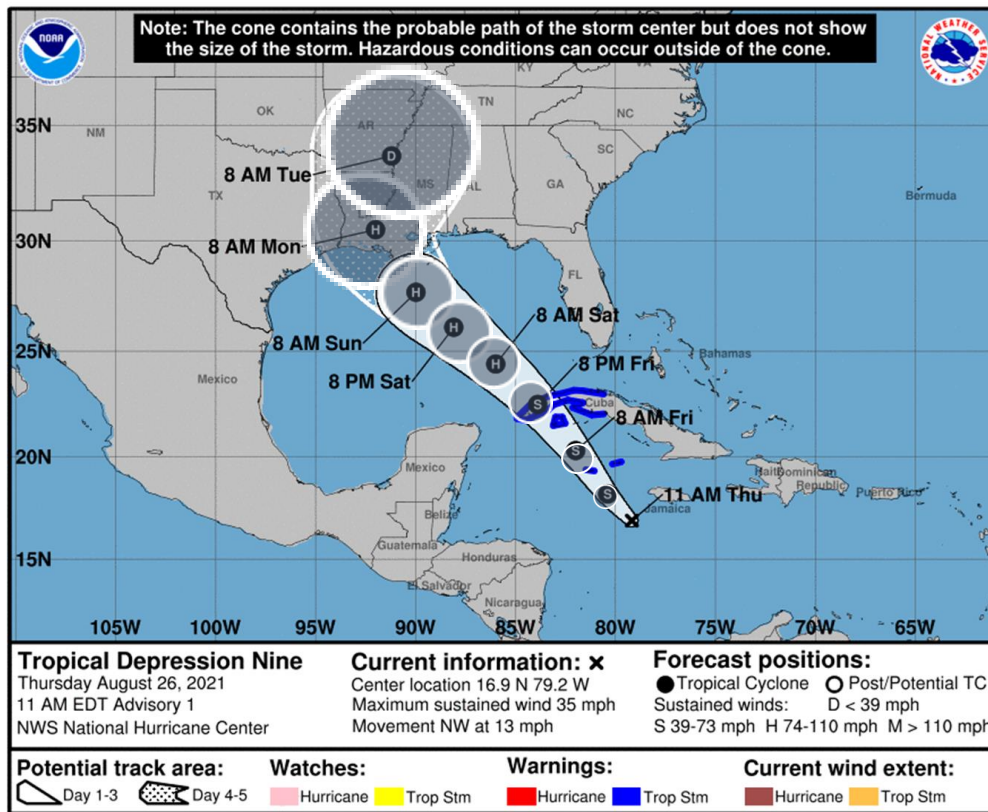 Note: The cone contains the probable path of the storm center but does not show
the size of the storm. Hazardous conditions can occur outside of the cone.
NOAA
NATIONAL WEATHER SERVICE
KY
VA
35N
NM
OK
AR
TN
NC
8 AM Tue
D
MS
AL
GA
SC
TX
Bermuda
30N
8 AM Mon
H
FL
8 AM Sun
H
8 AM Sat
25N
8 PM Sat
H
H
8 PM Fri
Bahamas
Mexico
S
Cuba
8 AM Fri
20N
Mexico
S
Haiti
Dominican
Republic
Puerto Rico
S
11 AM Thu
Jamaica
Belize
15N
Guatemala
Honduras
El Salvador
Nicaragua
105W 100W 95W 90W 85W 80W 75W 70W 65W
Tropical Depression Nine
Thursday August 26, 2021
11 AM EDT Advisory 1
NWS National Hurricane Center
Current information: x
Center location 16.9 N 79.2 W
Maximum sustained wind 35 mph
Movement NW at 13 mph
Forecast positions:
Tropical Cyclone Post/Potential TC
Sustained winds: D < 39 mph
S 39-73 mph H 74-110 mph M > 110 mph
Potential track area:
Day 1-3 Day 4-5
Watches:
Hurricane Trop Stm
Warnings:
Hurricane Trop Stm
Current wind extent:
Hurricane Trop Stm